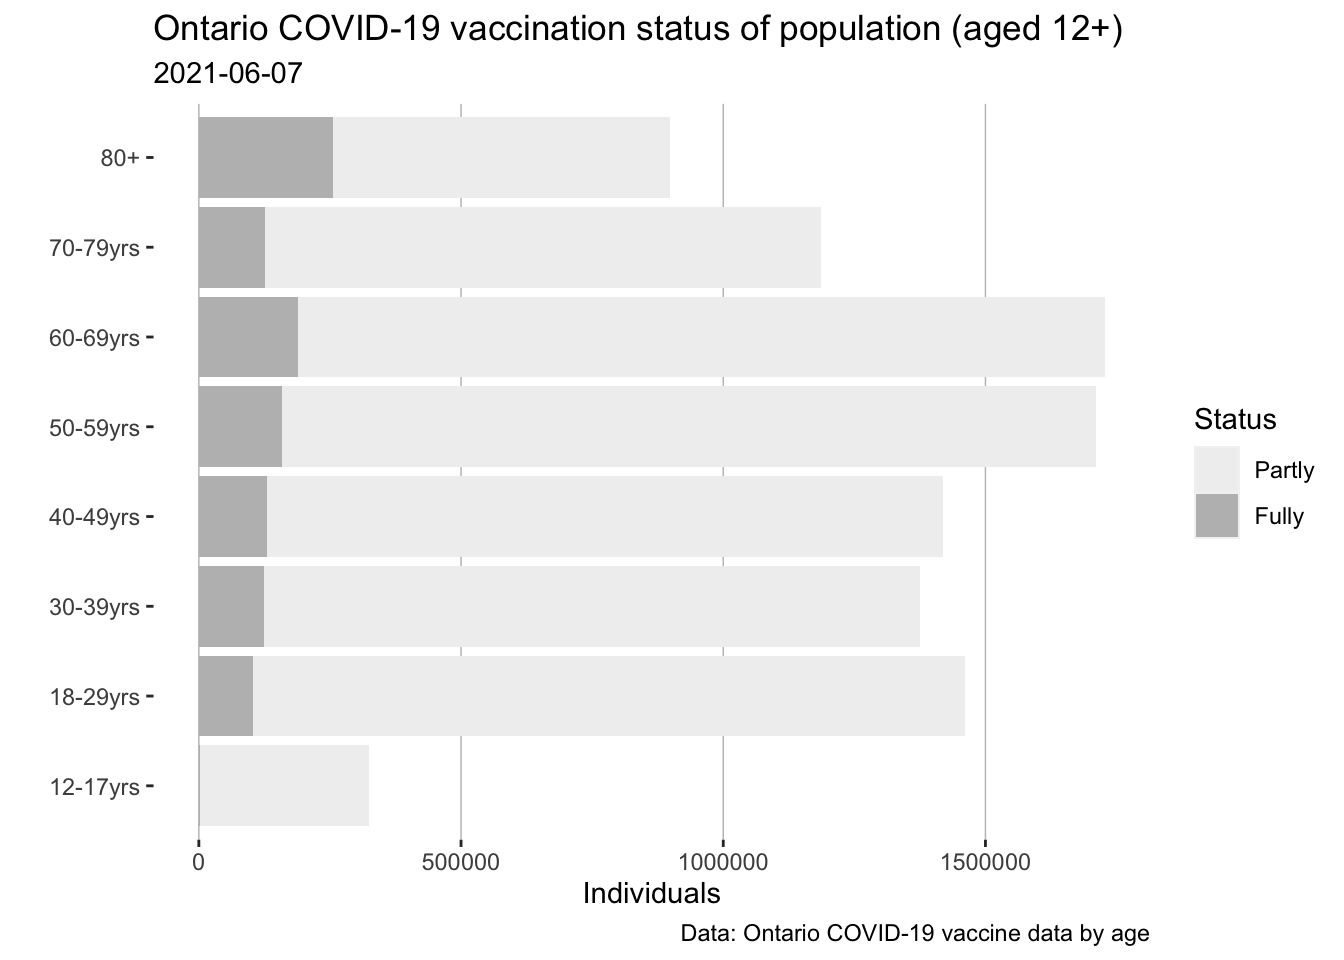 Ontario COVID-19 vaccination status of population (aged 12+)
2021-06-07
80+
70-79yrs
60-69yrs
50-59yrs
40-49yrs
30-39yrs
18-29yrs
12-17yrs
0 500000 1000000 1500000
Individuals
Status
Partly
Fully
Data: Ontario COVID-19 vaccine data by age